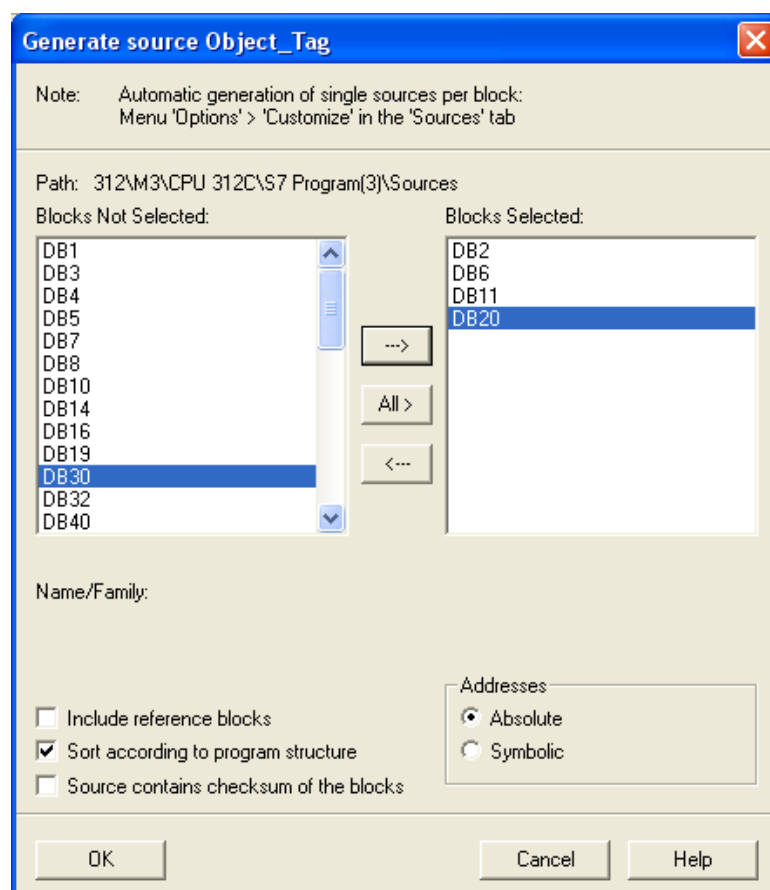 Generate source Object_Tag
Note: Automatic generation of single sources per block:
Menu 'Options' > 'Customize' in the 'Sources' tab
Path: 312\M3\CPU 312C\S7 Program(3)\Sources
Blocks Not Selected:
DB1
DB3
DB4
DB5
DB7
DB8
DB10
DB14
DB16
DB19
DB30
DB32
DB40
--->
All >
<---
Blocks Selected:
DB2
DB6
DB11
DB20
Name/Family:
Include reference blocks
Sort according to program structure
Source contains checksum of the blocks
Addresses
Absolute
Symbolic
OK
Cancel
Help